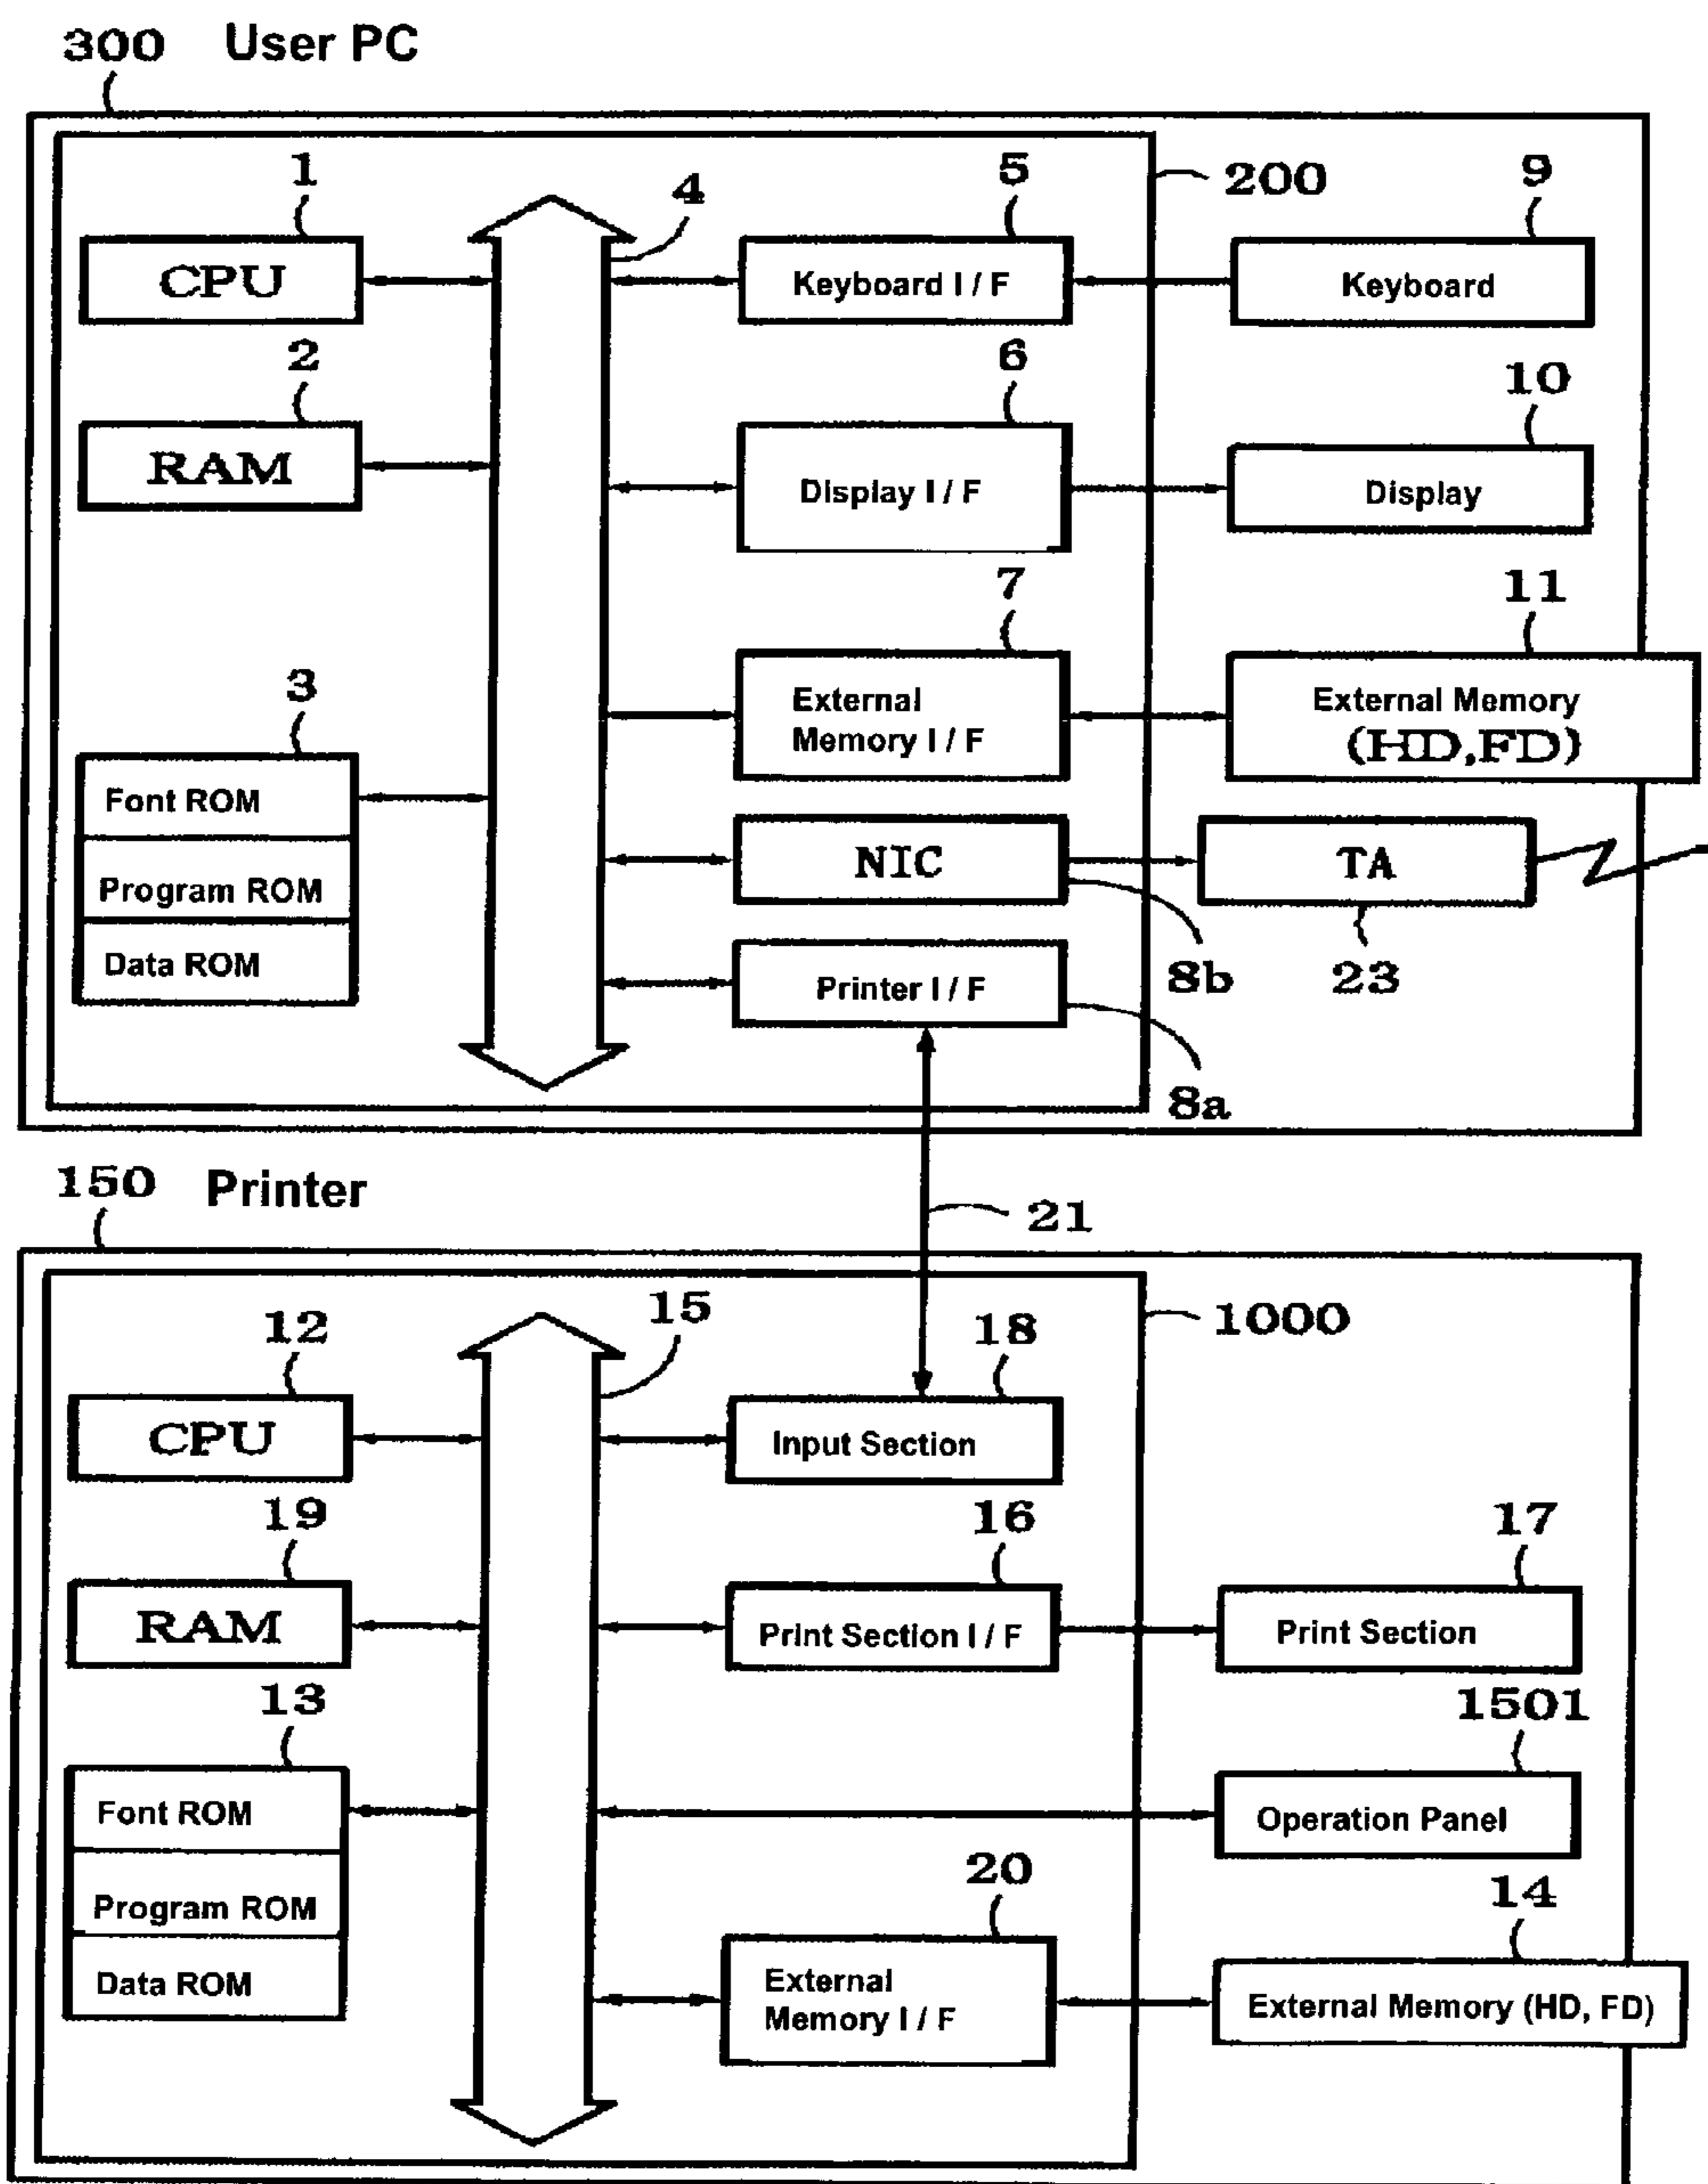 300 User PC
200
1
CPU
4
5
Keyboard I / F
9
Keyboard
2
RAM
6
Display I / F
10
Display
7
External
Memory I / F
11
External Memory
(HD,FD)
3
Font ROM
Program ROM
Data ROM
NIC
8b
TA
23
Printer I / F
8a
21
150 Printer
1000
12
CPU
15
18
Input Section
19
RAM
16
Print Section I / F
17
Print Section
13
Font ROM
Program ROM
Data ROM
1501
Operation Panel
20
External
Memory I / F
14
External Memory (HD, FD)